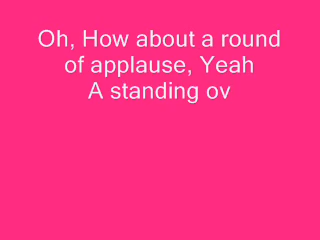 Oh, How about a round
of applause, Yeah
A standing ov